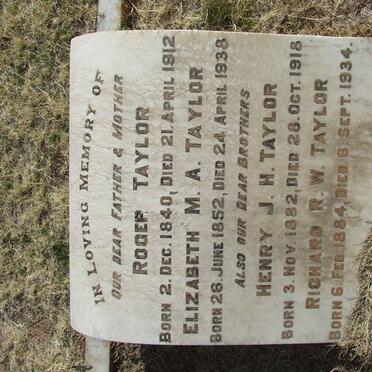 IN LOVING MEMORY OF
OUR DEAR FATHER & MOTHER
ROGER TAYLOR
BORN 2. DEC. 1840, DIED 21. APRIL 1912
ELIZABETH M. A. TAYLOR
BORN 26. JUNE 1852, DIED 24. APRIL 1938
ALSO OUR DEAR BROTHERS
HENRY J. H. TAYLOR
BORN 3. NOV. 1882, DIED 28. OCT. 1918
RICHARD R. W. TAYLOR
BORN 6. FEB. 1884, DIED 6. SEPT. 1934.